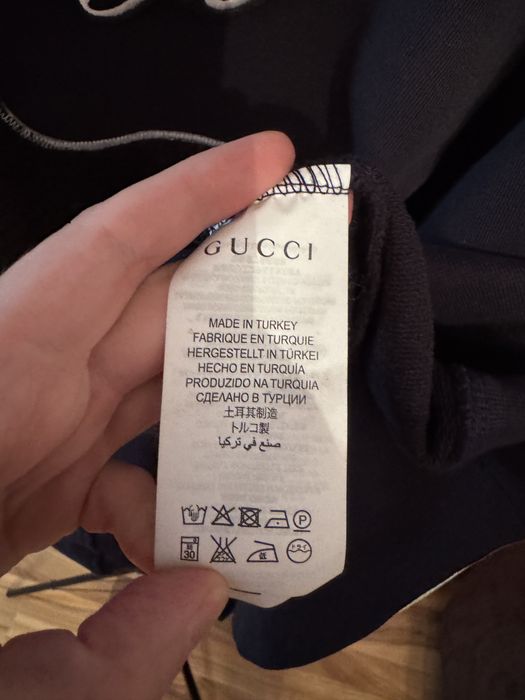 GUCCI
MADE IN TURKEY
FABRIQUE EN TURQUIE
HERGESTELLT IN TÜRKEI
HECHO EN TURQUÍA
PRODUZIDO NA TURQUIA
СДЕЛАНО В ТУРЦИИ
土耳其制造
トルコ製
صنع في تركيا
P
30